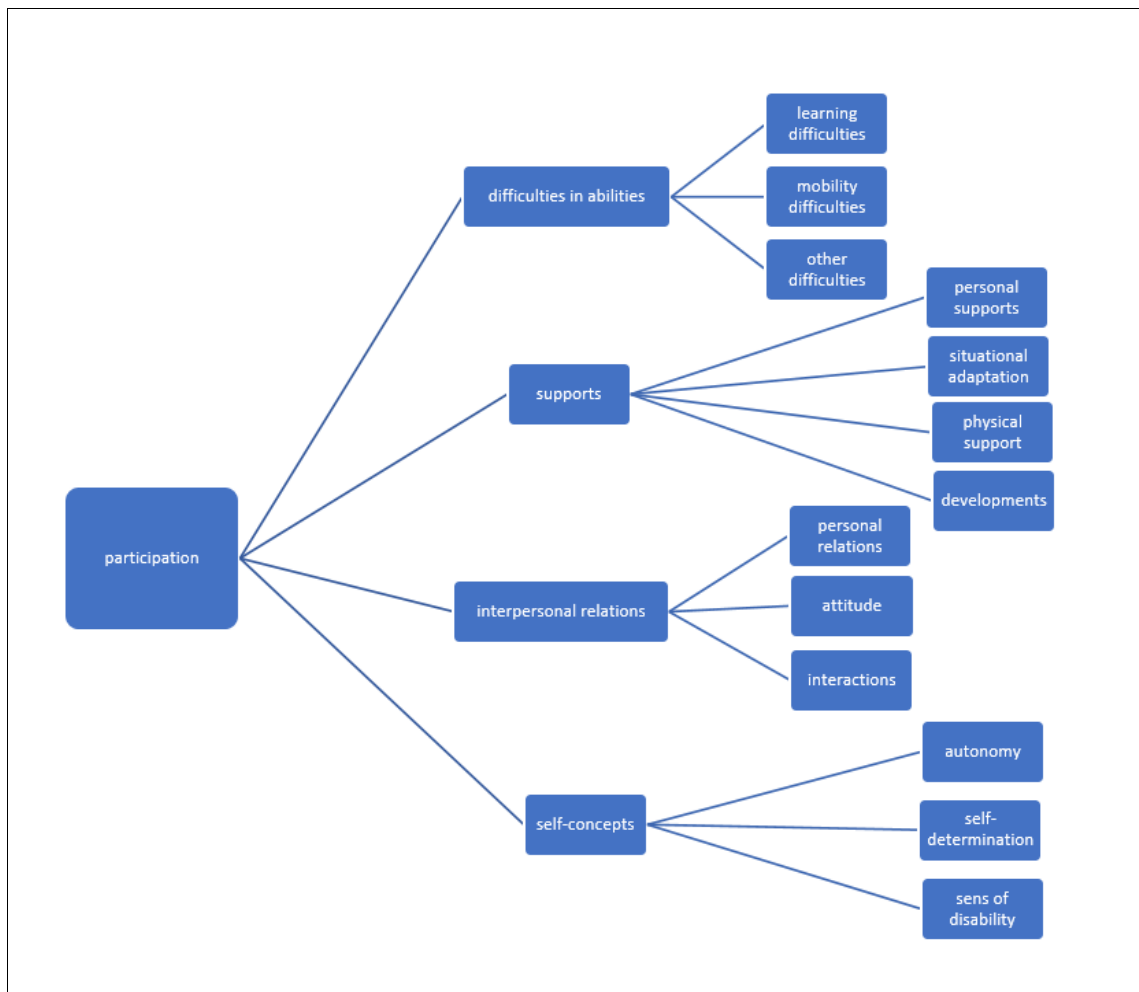 participation
difficulties in abilities
learning
difficulties
mobility
difficulties
other
difficulties
supports
personal
supports
situational
adaptation
physical
support
developments
interpersonal relations
personal
relations
attitude
interactions
self-concepts
autonomy
self-
determination
sens of
disability